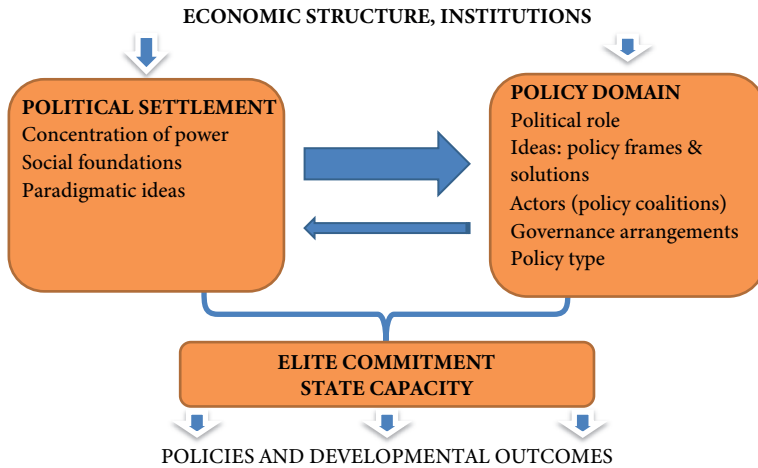 ECONOMIC STRUCTURE, INSTITUTIONS
POLITICAL SETTLEMENT
Concentration of power
Social foundations
Paradigmatic ideas
POLICY DOMAIN
Political role
Ideas: policy frames &
solutions
Actors (policy coalitions)
Governance arrangements
Policy type
ELITE COMMITMENT
STATE CAPACITY
POLICIES AND DEVELOPMENTAL OUTCOMES